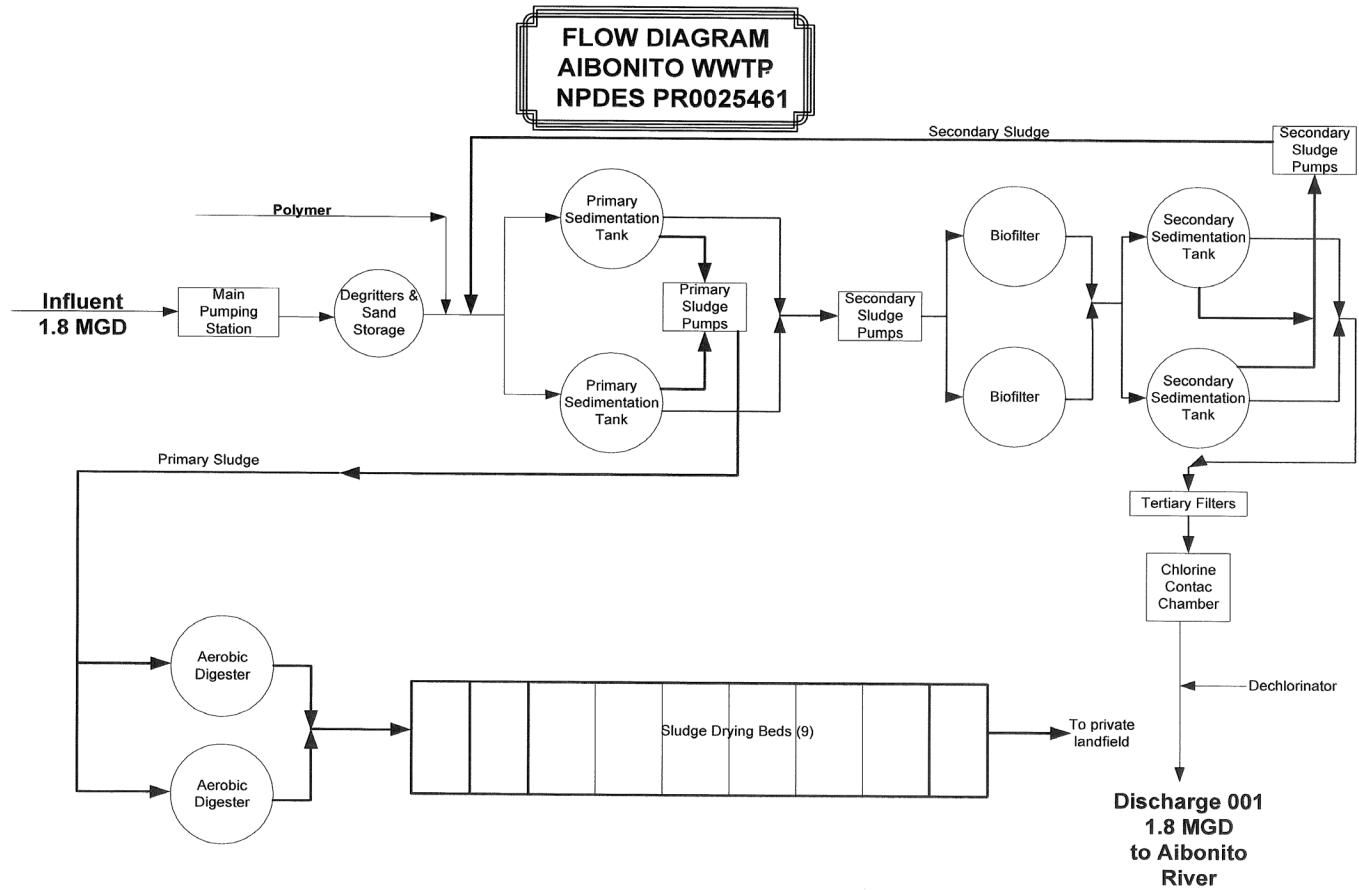 FLOW DIAGRAM
AIBONITO WWTP
NPDES PR0025461
Secondary Sludge
Secondary
Sludge
Pumps
Polymer
Influent
1.8 MGD
Main
Pumping
Station
Degritters &
Sand
Storage
Primary
Sedimentation
Tank
Primary
Sludge
Pumps
Primary
Sedimentation
Tank
Secondary
Sludge
Pumps
Biofilter
Biofilter
Secondary
Sedimentation
Tank
Secondary
Sedimentation
Tank
Primary Sludge
Tertiary Filters
Chlorine
Contac
Chamber
Dechlorinator
Aerobic
Digester
Aerobic
Digester
Sludge Drying Beds (9)
To private
landfield
Discharge 001
1.8 MGD
to Aibonito
River